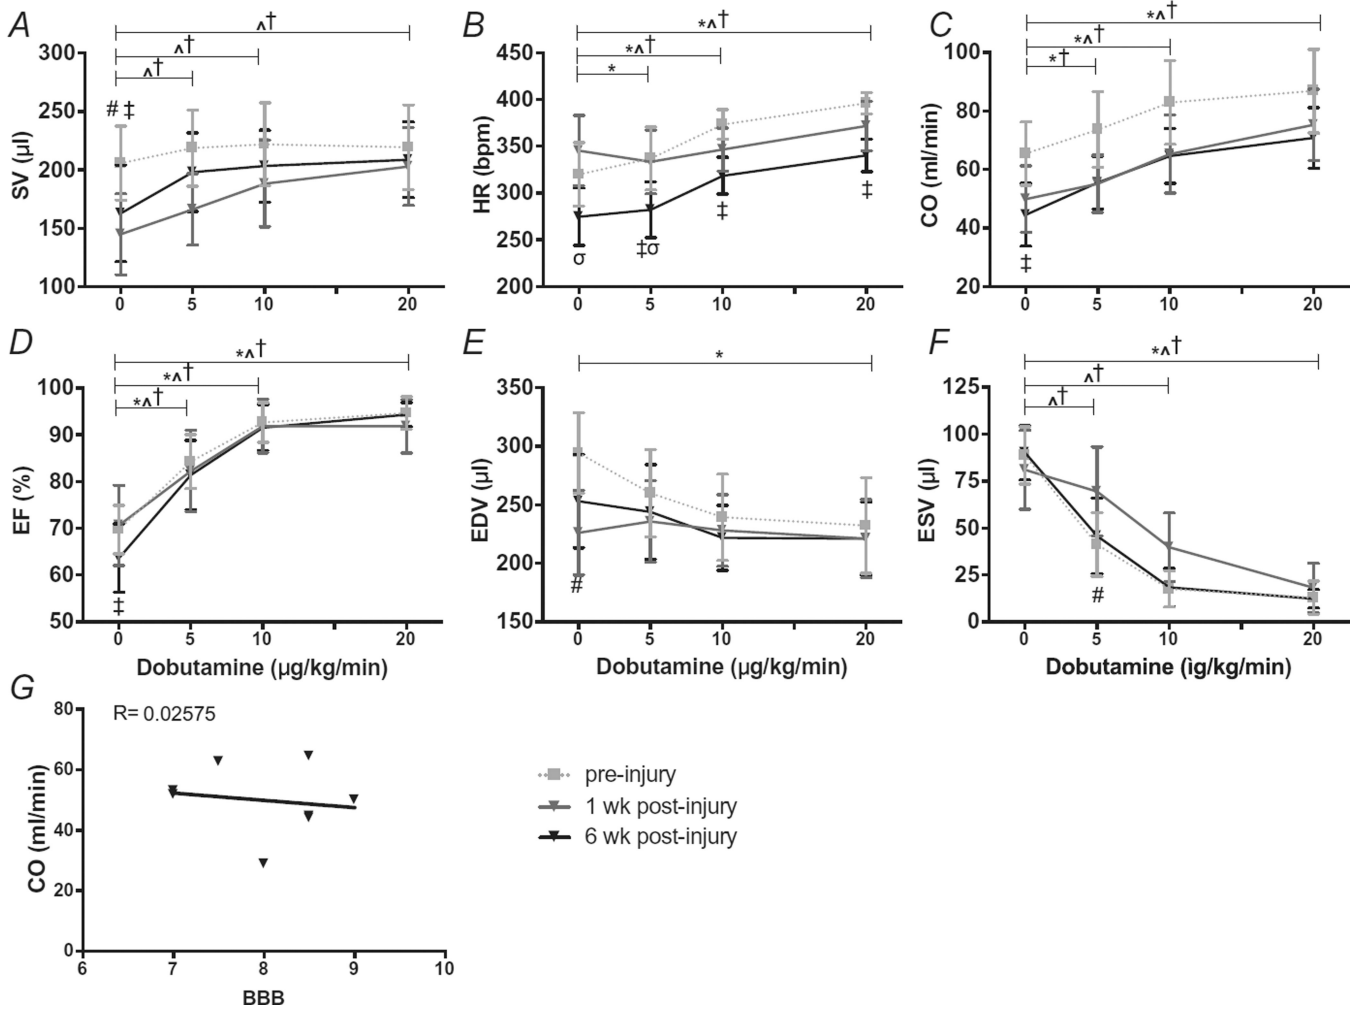 A
^†
^†
^†
# ‡
SV (µl)
300
250
200
150
100
0 5 10 20
B
*^†
*^†
*
HR (bpm)
450
400
350
300
250
200
σ
‡σ
‡
‡
0 5 10 20
C
*^†
*^†
*†
CO (ml/min)
100
80
60
40
20
‡
0 5 10 20
D
*^†
*^†
*^†
EF (%)
100
90
80
70
60
50
‡
0 5 10 20
Dobutamine (µg/kg/min)
E
*
EDV (µl)
350
300
250
200
150
#
0 5 10 20
Dobutamine (µg/kg/min)
F
*^†
^†
^†
ESV (µl)
125
100
75
50
25
0
#
0 5 10 20
Dobutamine (ìg/kg/min)
G
R= 0.02575
CO (ml/min)
80
60
40
20
0
6 7 8 9 10
BBB
pre-injury
1 wk post-injury
6 wk post-injury